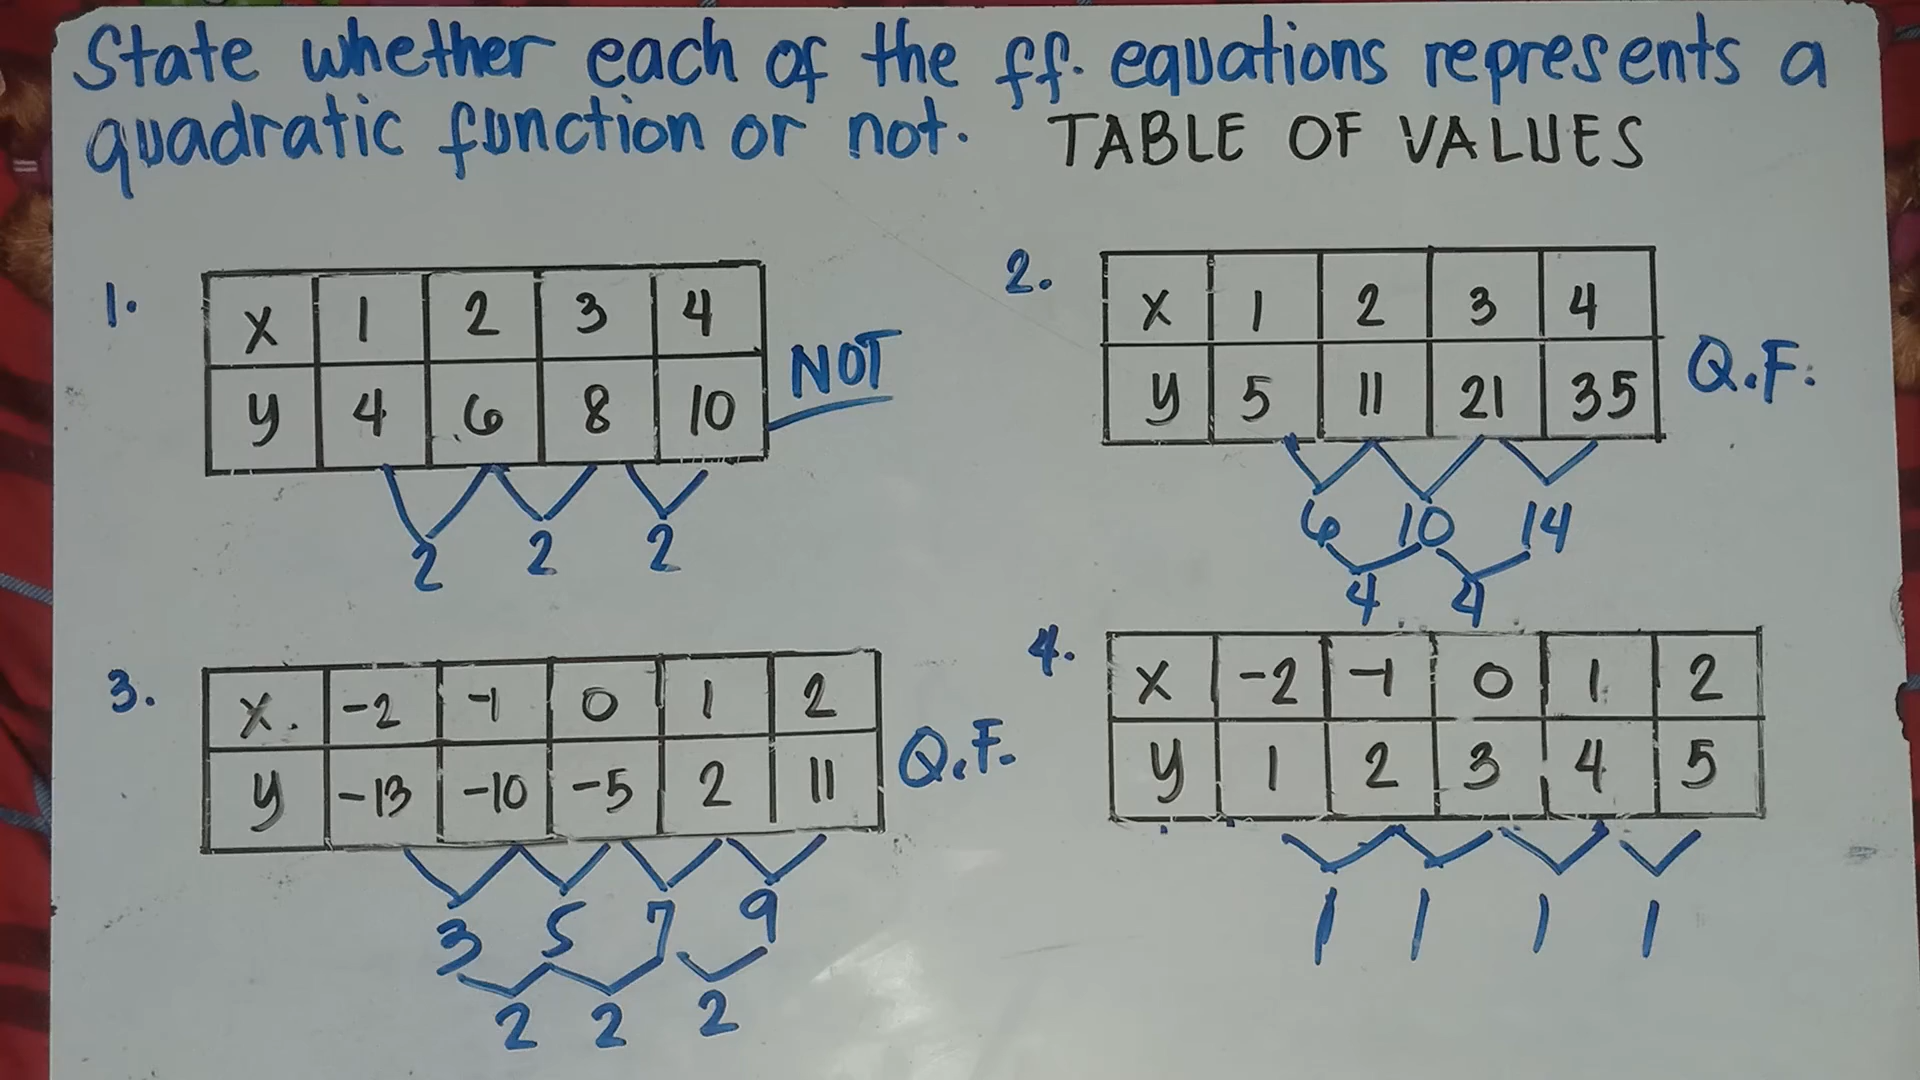 State whether each of the ff. equations represents a
quadratic function or not. TABLE OF VALUES
1.
x 1 2 3 4
y 4 6 8 10
NOT
2 2 2
2.
x 1 2 3 4
y 5 11 21 35
Q.F.
6 10 14
4 4
3.
x. -2 -1 0 1 2
y -13 -10 -5 2 11
Q.F.
3 5 7 9
2 2 2
4.
x -2 -1 0 1 2
y 1 2 3 4 5
1 1 1 1